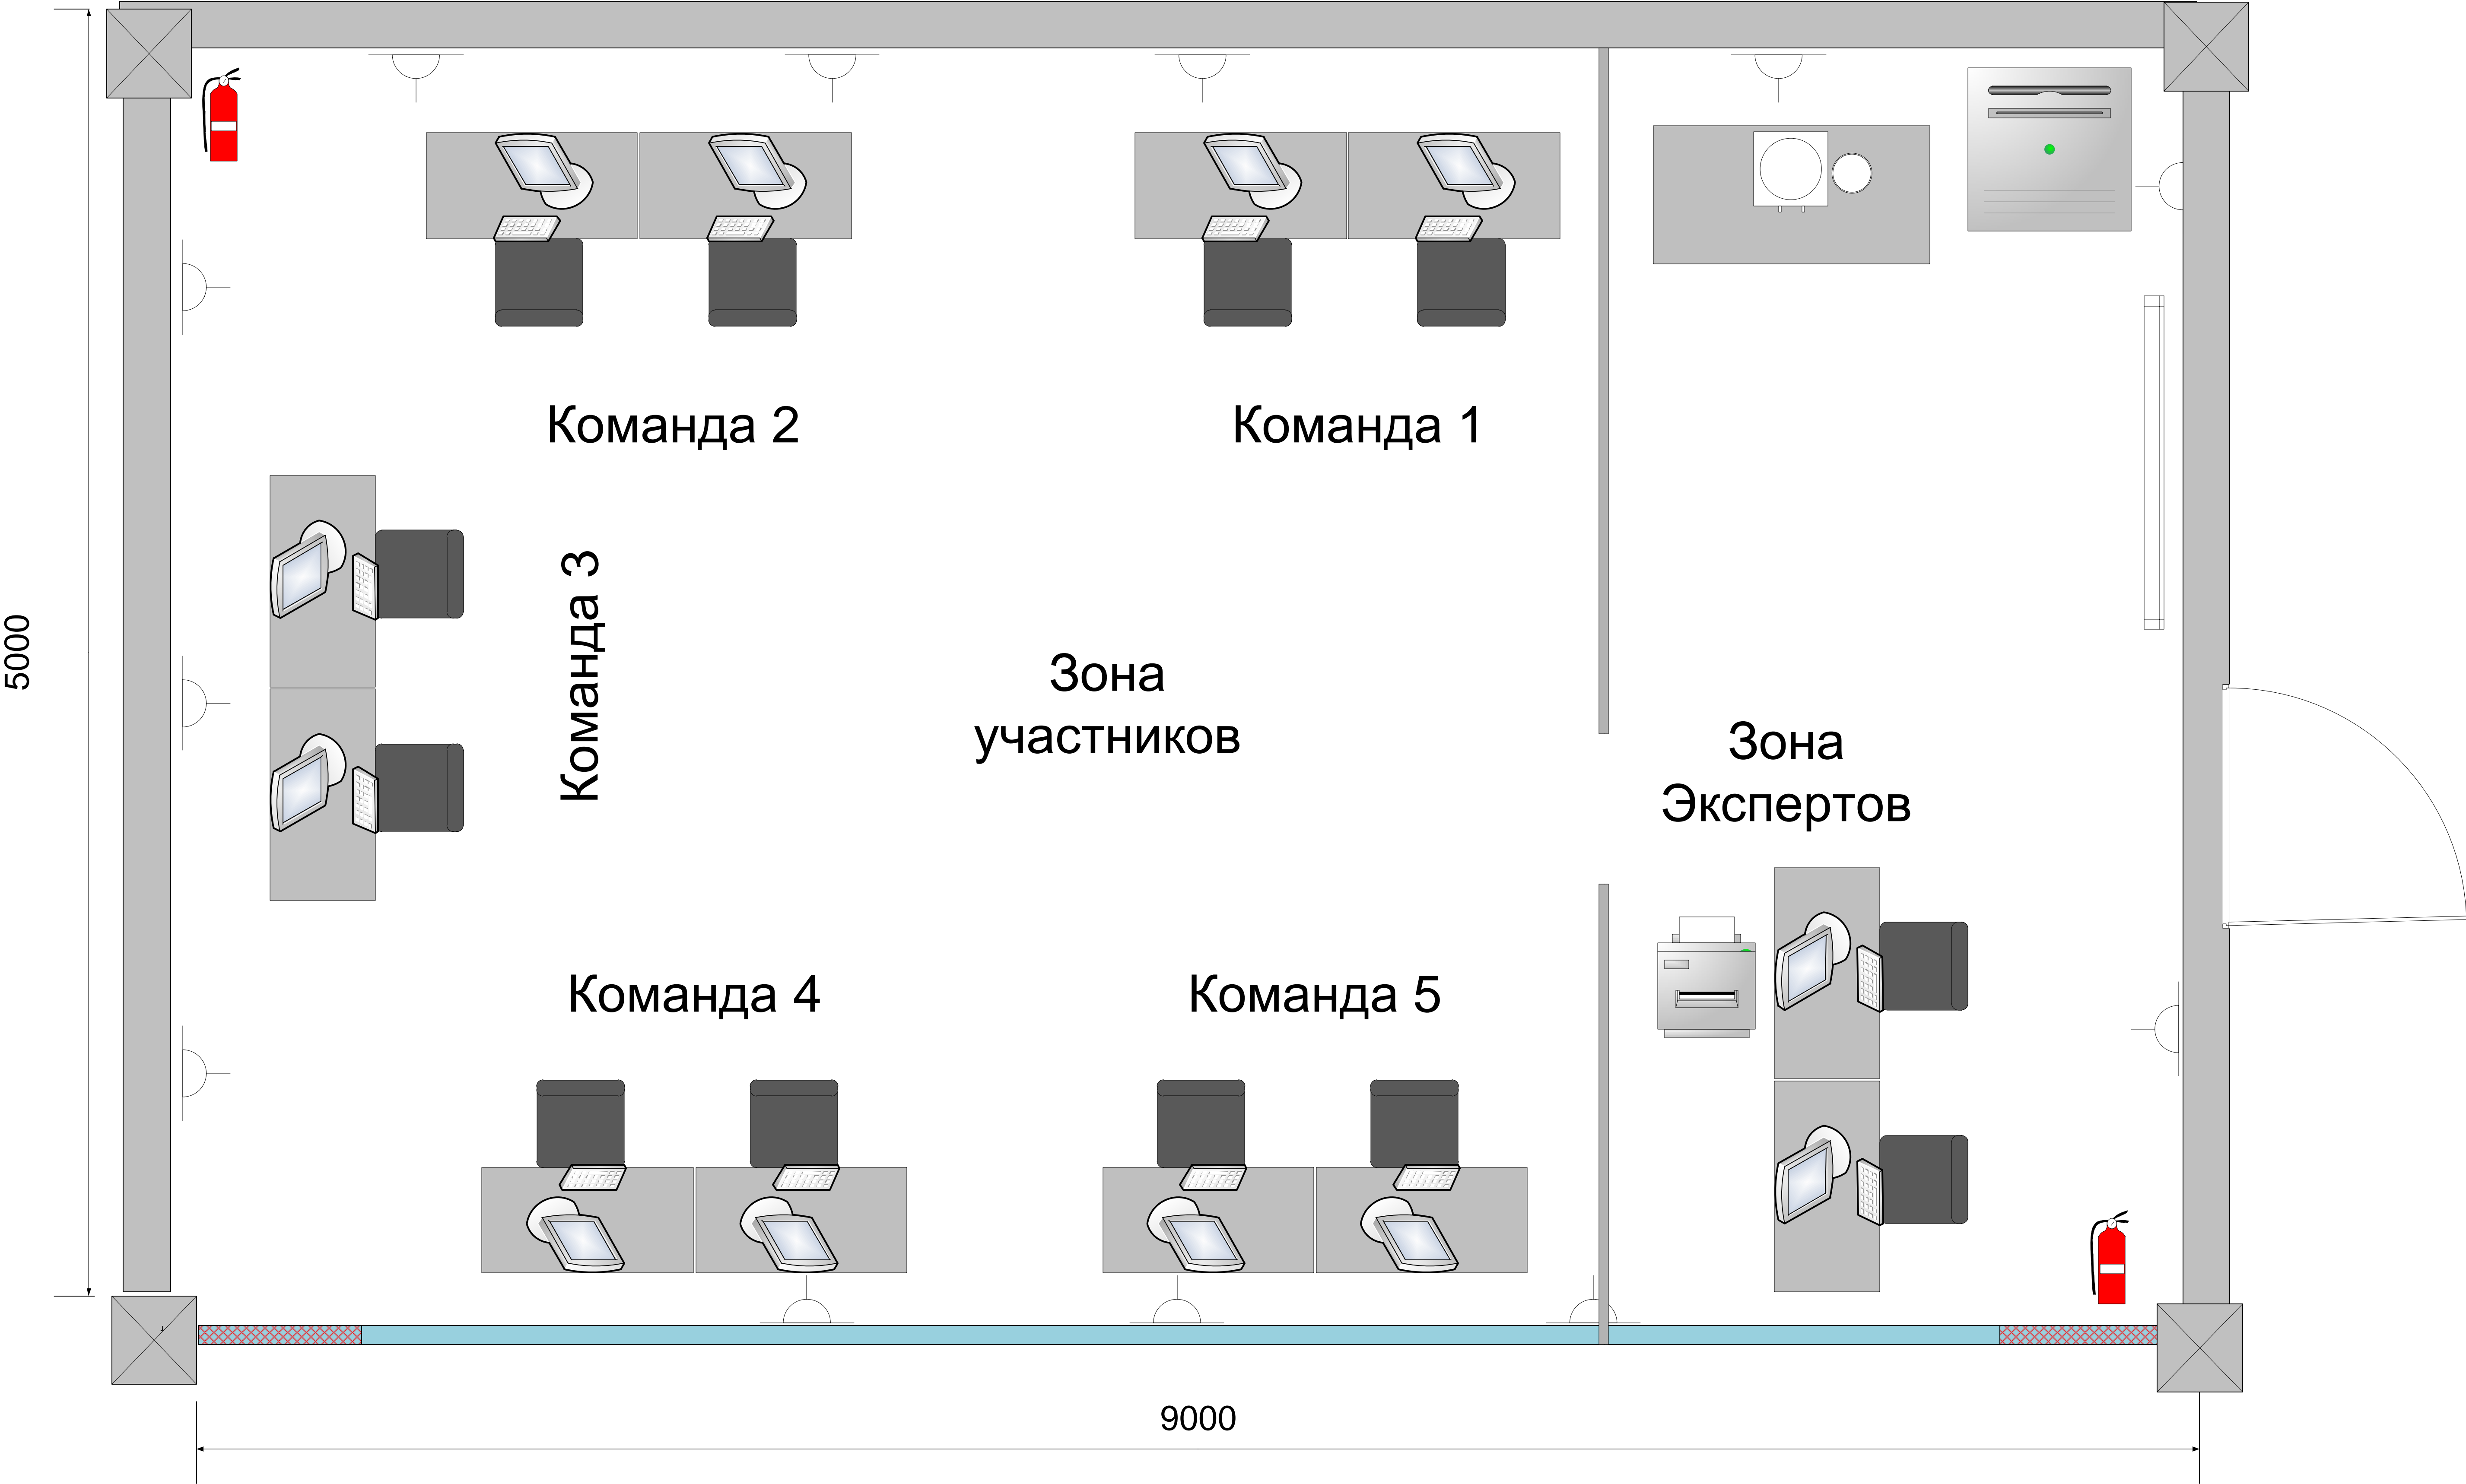 Команда 2
Команда 1
Команда 3
5000
Зона
участников
Зона
Экспертов
Команда 4
Команда 5
9000